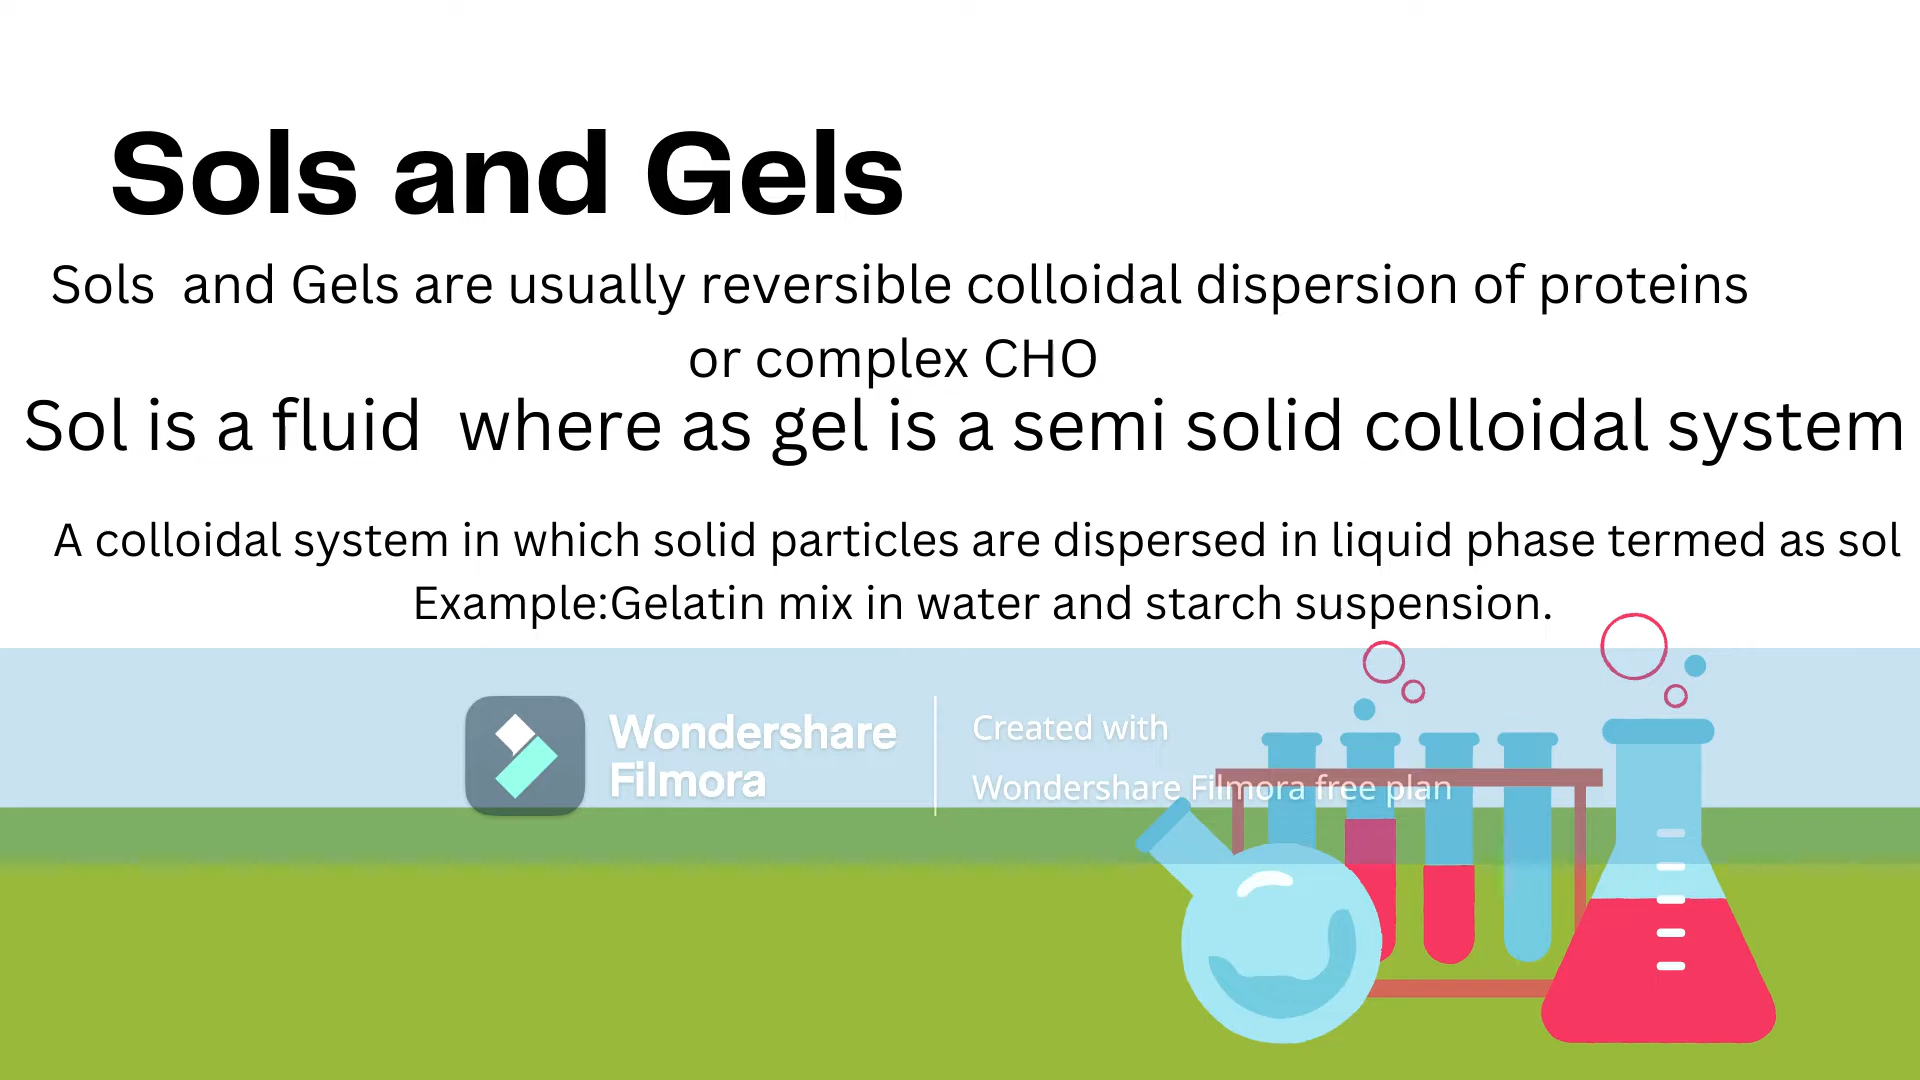 Sols and Gels
Sols  and Gels are usually reversible colloidal dispersion of proteins
or complex CHO
Sol is a fluid  where as gel is a semi solid colloidal system
A colloidal system in which solid particles are dispersed in liquid phase termed as sol
Example:Gelatin mix in water and starch suspension.
Wondershare
Filmora
Created with
Wondershare Filmora free plan